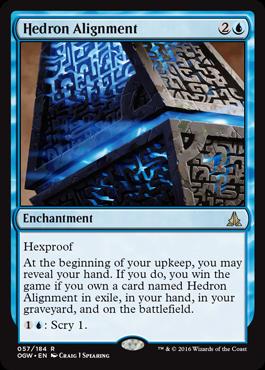 Hedron Alignment 2
Enchantment
Hexproof
At the beginning of your upkeep, you may
reveal your hand. If you do, you win the
game if you own a card named Hedron
Alignment in exile, in your hand, in your
graveyard, and on the battlefield.
1: Scry 1.
057/184 R
OGW • EN Craig J Spearing
™ & © 2016 Wizards of the Coast